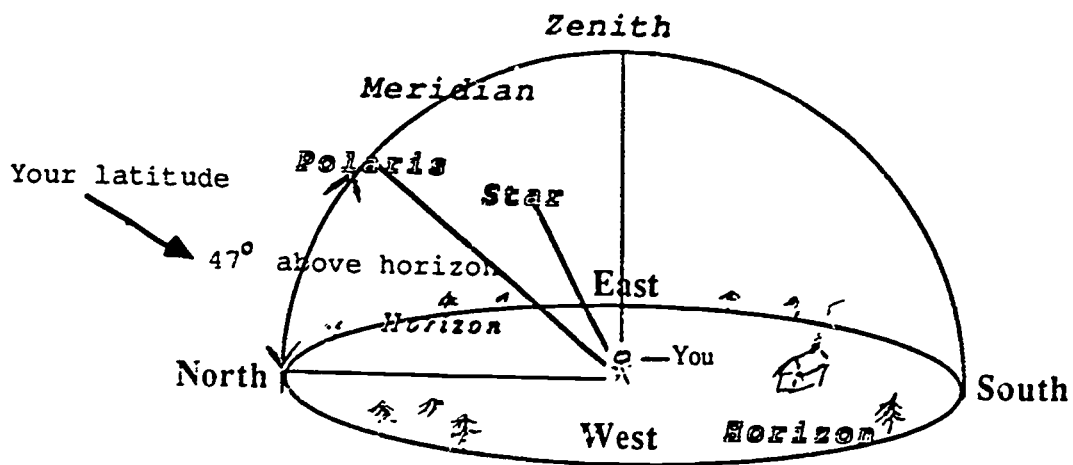 Zenith
Meridian
Polaris
Your latitude
Star
47° above horizon
East
Horizon
You
North
South
West
Horizon